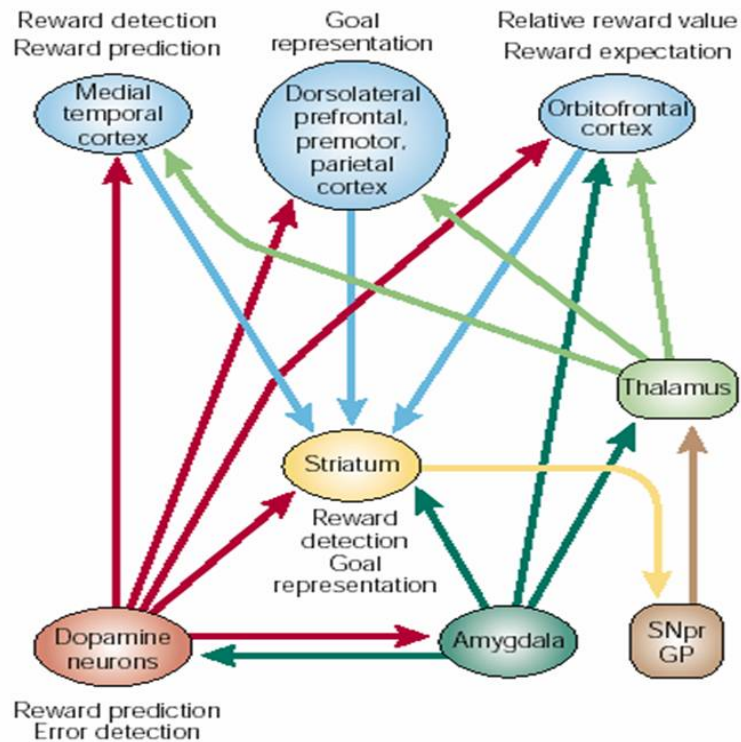 Reward detection
Reward prediction
Goal
representation
Relative reward value
Reward expectation
Medial
temporal
cortex
Dorsolateral
prefrontal,
premotor,
parietal
cortex
Orbitofrontal
cortex
Thalamus
Striatum
Reward
detection
Goal
representation
Dopamine
neurons
Amygdala
SNpr
GP
Reward prediction
Error detection